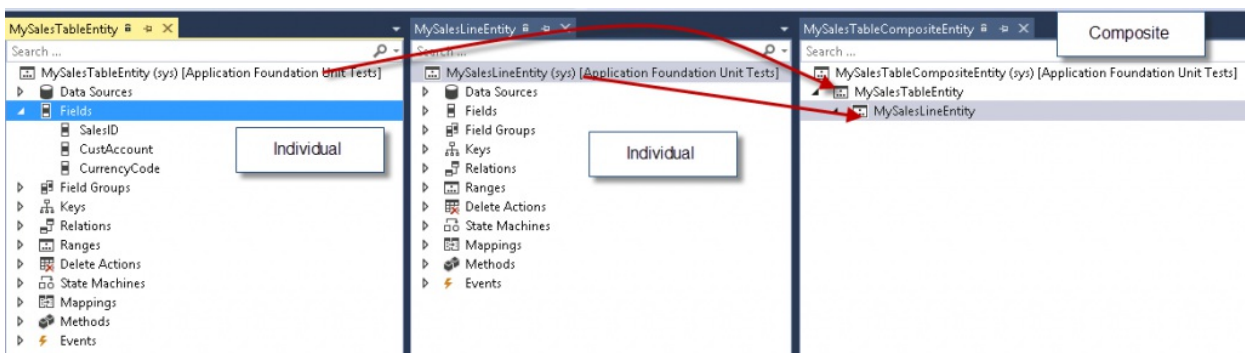 MySalesTableEntity
Search ...
MySalesTableEntity (sys) [Application Foundation Unit Tests]
Data Sources
Fields
SalesID
CustAccount
CurrencyCode
Field Groups
Keys
Relations
Ranges
Delete Actions
State Machines
Mappings
Methods
Events
Individual
MySalesLineEntity
Search ...
MySalesLineEntity (sys) [Application Foundation Unit Tests]
Data Sources
Fields
Field Groups
Keys
Relations
Ranges
Delete Actions
State Machines
Mappings
Methods
Events
Individual
MySalesTableCompositeEntity
Composite
Search ...
MySalesTableCompositeEntity (sys) [Application Foundation Unit Tests]
MySalesTableEntity
MySalesLineEntity